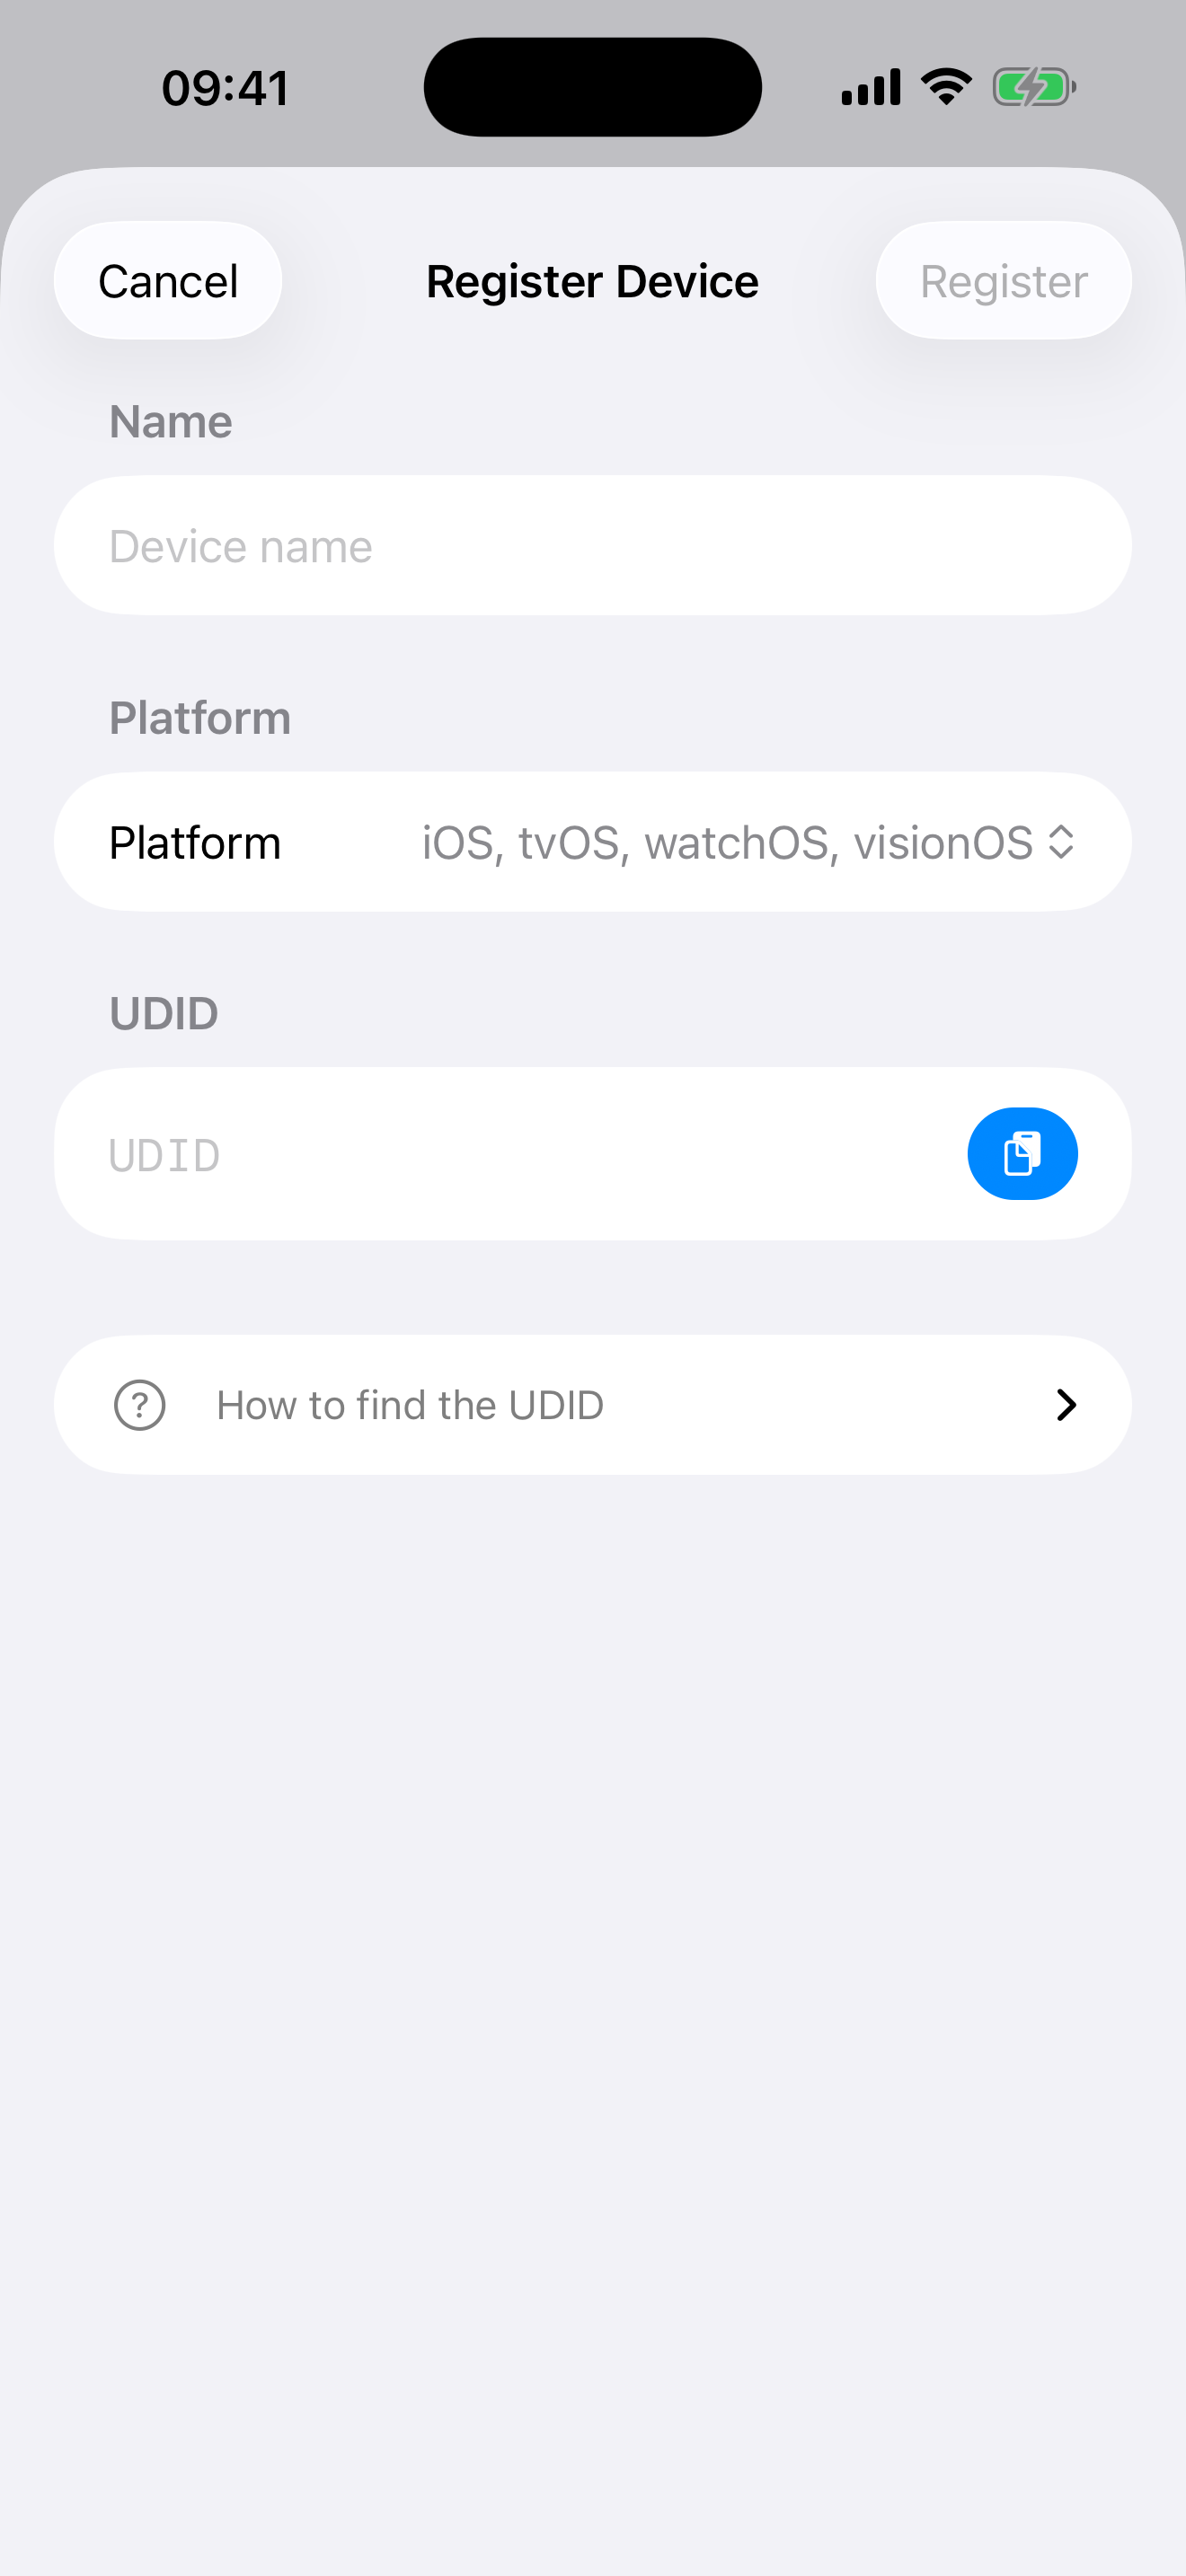 09:41
Cancel
Register Device
Register
Name
Device name
Platform
Platform
iOS, tvOS, watchOS, visionOS
UDID
UDID
How to find the UDID